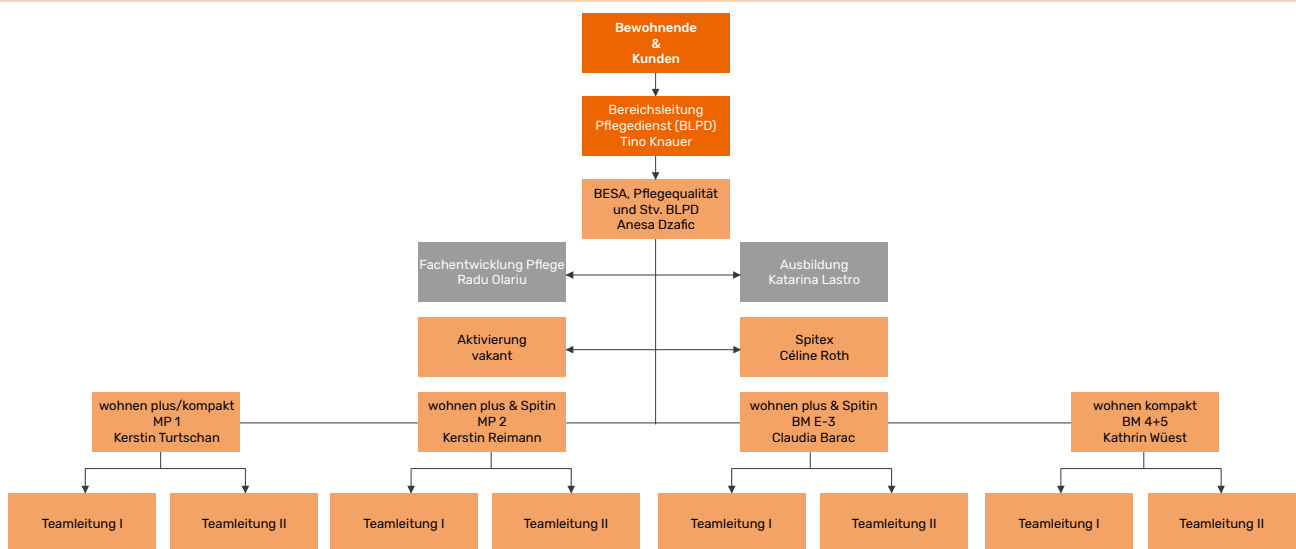 Bewohnende
&
Kunden
Bereichsleitung
Pflegedienst (BLPD)
Tino Knauer
BESA, Pflegequalität
und Stv. BLPD
Anesa Dzafic
Fachentwicklung Pflege
Radu Olariu
Ausbildung
Katarina Lastro
Aktivierung
vakant
Spitex
Céline Roth
wohnen plus/kompakt
MP 1
Kerstin Turtschan
wohnen plus & Spitin
MP 2
Kerstin Reimann
wohnen plus & Spitin
BM E-3
Claudia Barac
wohnen kompakt
BM 4+5
Kathrin Wüest
Teamleitung I
Teamleitung II
Teamleitung I
Teamleitung II
Teamleitung I
Teamleitung II
Teamleitung I
Teamleitung II